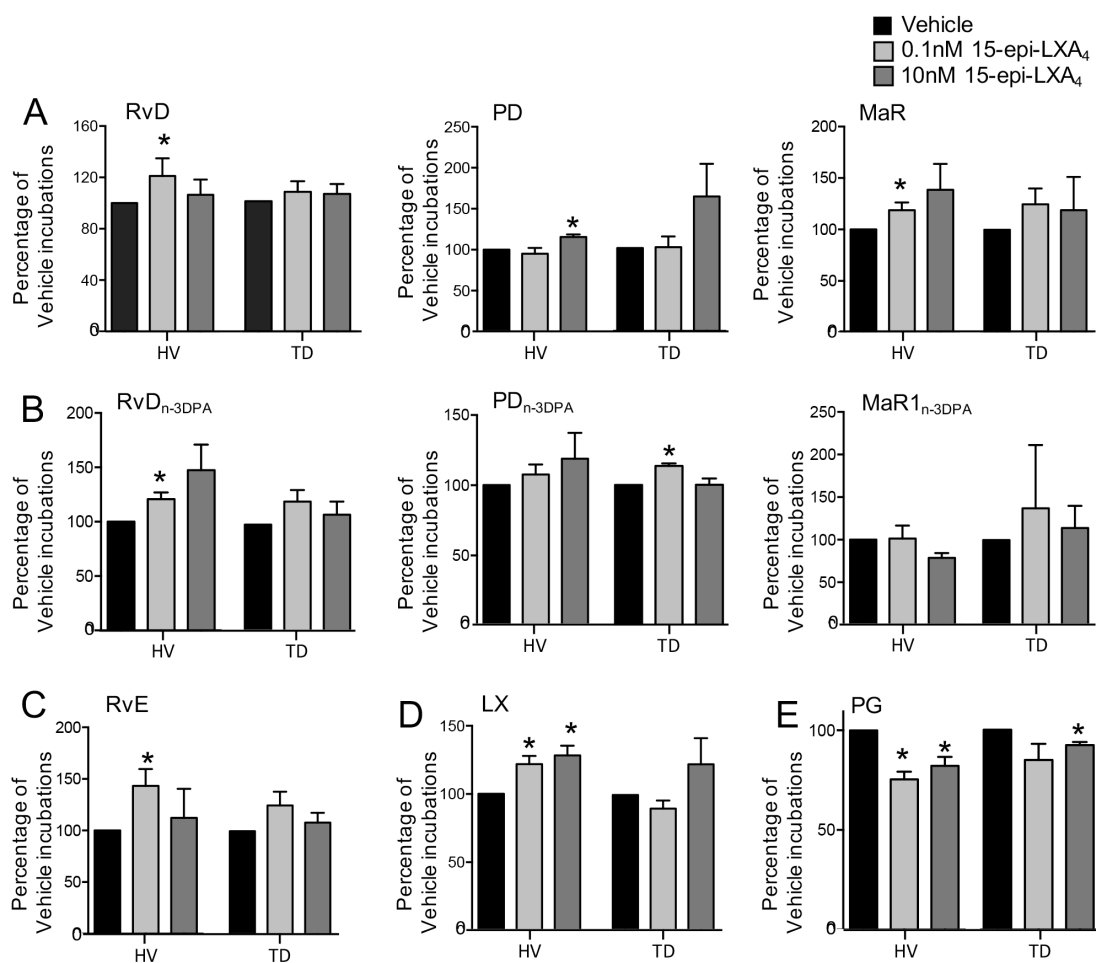 Vehicle
0.1nM 15-epi-LXA₄
10nM 15-epi-LXA₄
A
RvD
Percentage of
Vehicle incubations
160
120
80
40
0
HV
TD
*
PD
Percentage of
Vehicle incubations
250
200
150
100
50
0
HV
TD
*
MaR
Percentage of
Vehicle incubations
200
150
100
50
0
HV
TD
*
B
RvDn-3DPA
Percentage of
Vehicle incubations
200
150
100
50
0
HV
TD
*
PDn-3DPA
Percentage of
Vehicle incubations
150
100
50
0
HV
TD
*
MaR1n-3DPA
Percentage of
Vehicle incubations
250
200
150
100
50
0
HV
TD
C
RvE
Percentage of
Vehicle incubations
200
150
100
50
0
HV
TD
*
D
LX
Percentage of
Vehicle incubations
150
100
50
0
HV
TD
* *
E
PG
Percentage of
Vehicle incubations
100
50
0
HV
TD
* * *